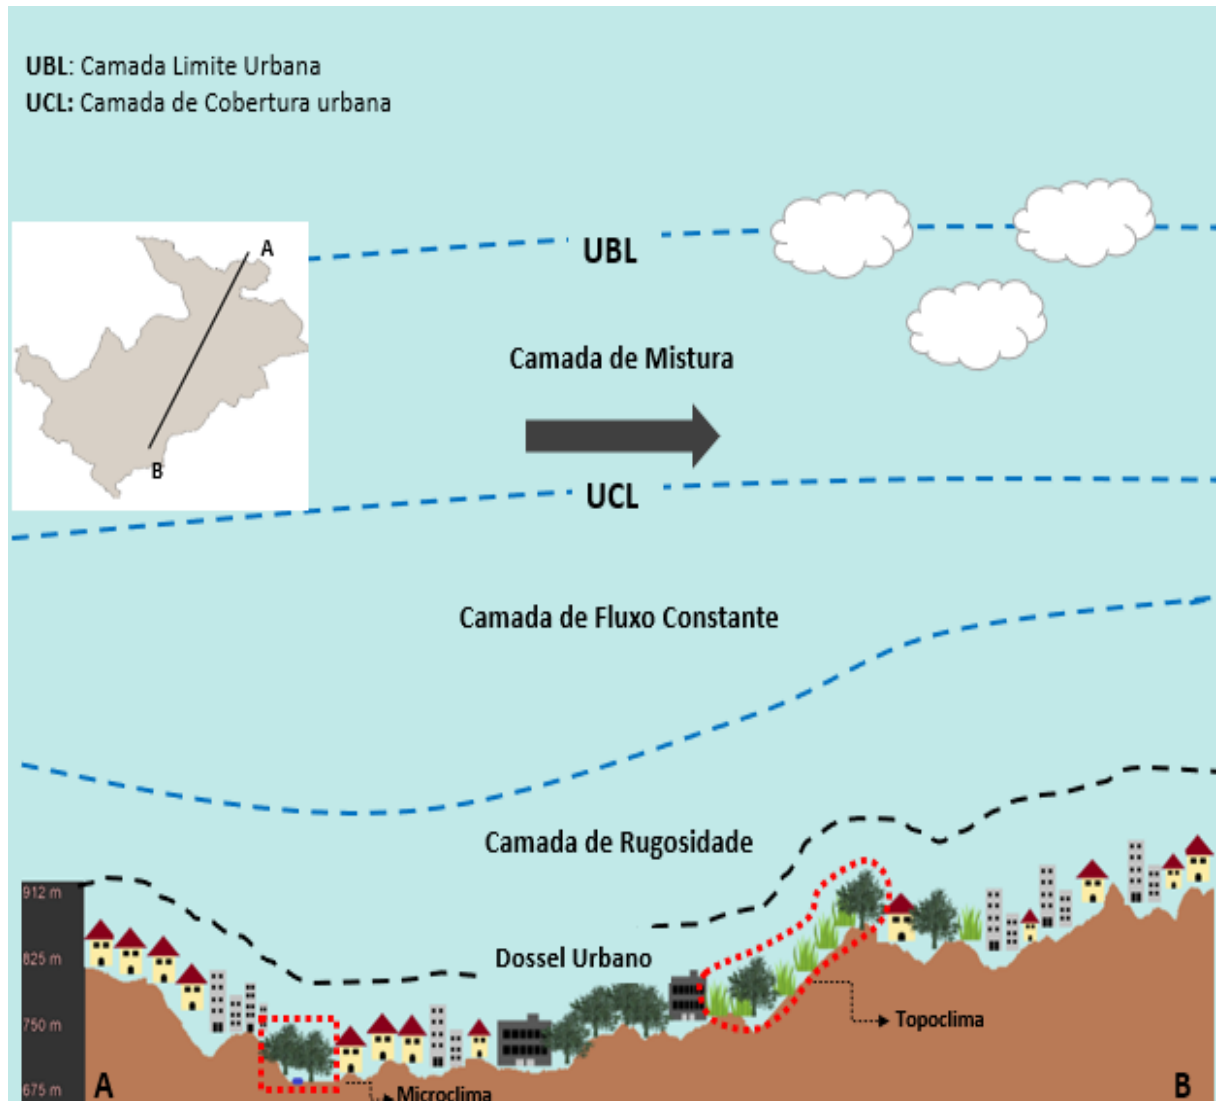 UBL: Camada Limite Urbana
UCL: Camada de Cobertura urbana
A
B
UBL
Camada de Mistura
UCL
Camada de Fluxo Constante
Camada de Rugosidade
912 m
825 m
Dossel Urbano
750 m
Topoclima
675 m
A
Microclima
B